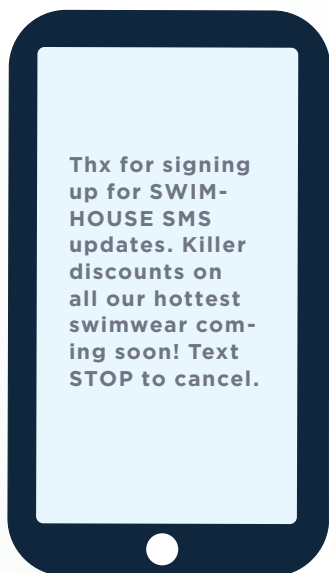 Thx for signing
up for SWIM-
HOUSE SMS
updates. Killer
discounts on
all our hottest
swimwear com-
ing soon! Text
STOP to cancel.